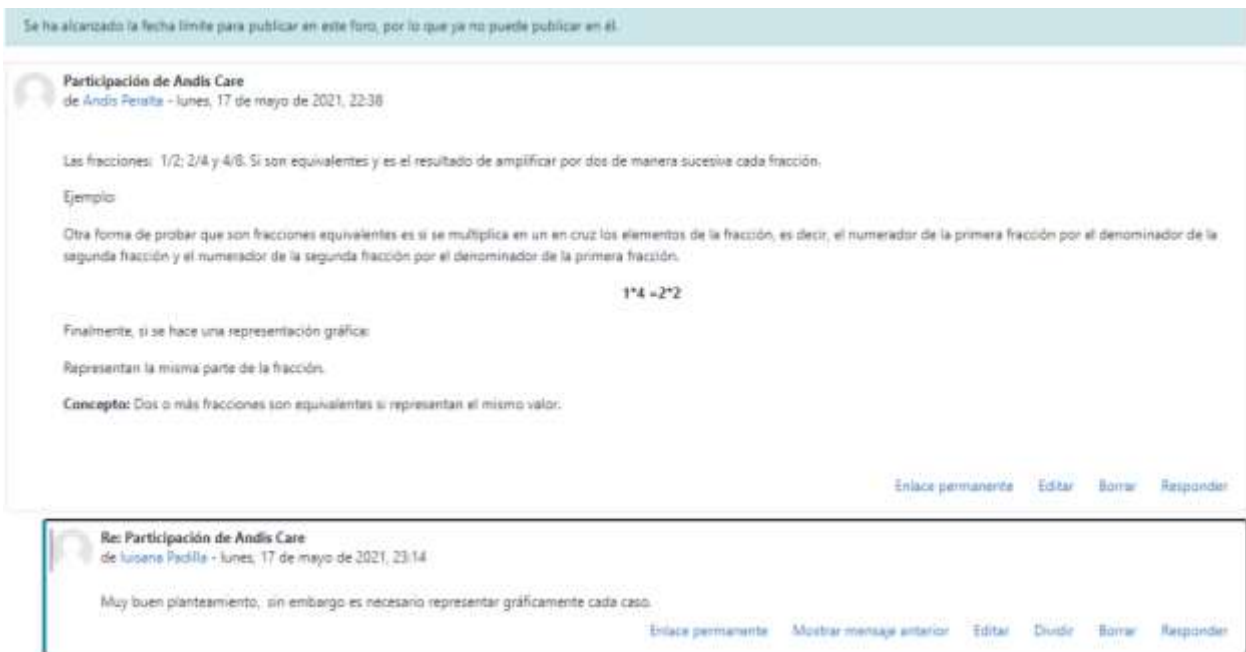 Se ha alcanzado la fecha límite para publicar en este foro, por lo que ya no puede publicar en él.
Participación de Andis Care
de Andis Peralta - lunes, 17 de mayo de 2021, 22:38
Las fracciones: 1/2; 2/4 y 4/8. Si son equivalentes y es el resultado de amplificar por dos de manera sucesiva cada fracción.
Ejemplo:
Otra forma de probar que son fracciones equivalentes es si se multiplica en un en cruz los elementos de la fracción, es decir, el numerador de la primera fracción por el denominador de la
segunda fracción y el numerador de la segunda fracción por el denominador de la primera fracción.
1*4 =2*2
Finalmente, si se hace una representación gráfica:
Representan la misma parte de la fracción.
Concepto: Dos o más fracciones son equivalentes si representan el mismo valor.
Enlace permanente Editar Borrar Responder
Re: Participación de Andis Care
de luisana Padilla - lunes, 17 de mayo de 2021, 23:14
Muy buen planteamiento, sin embargo es necesario representar gráficamente cada caso.
Enlace permanente Mostrar mensaje anterior Editar Dividir Borrar Responder